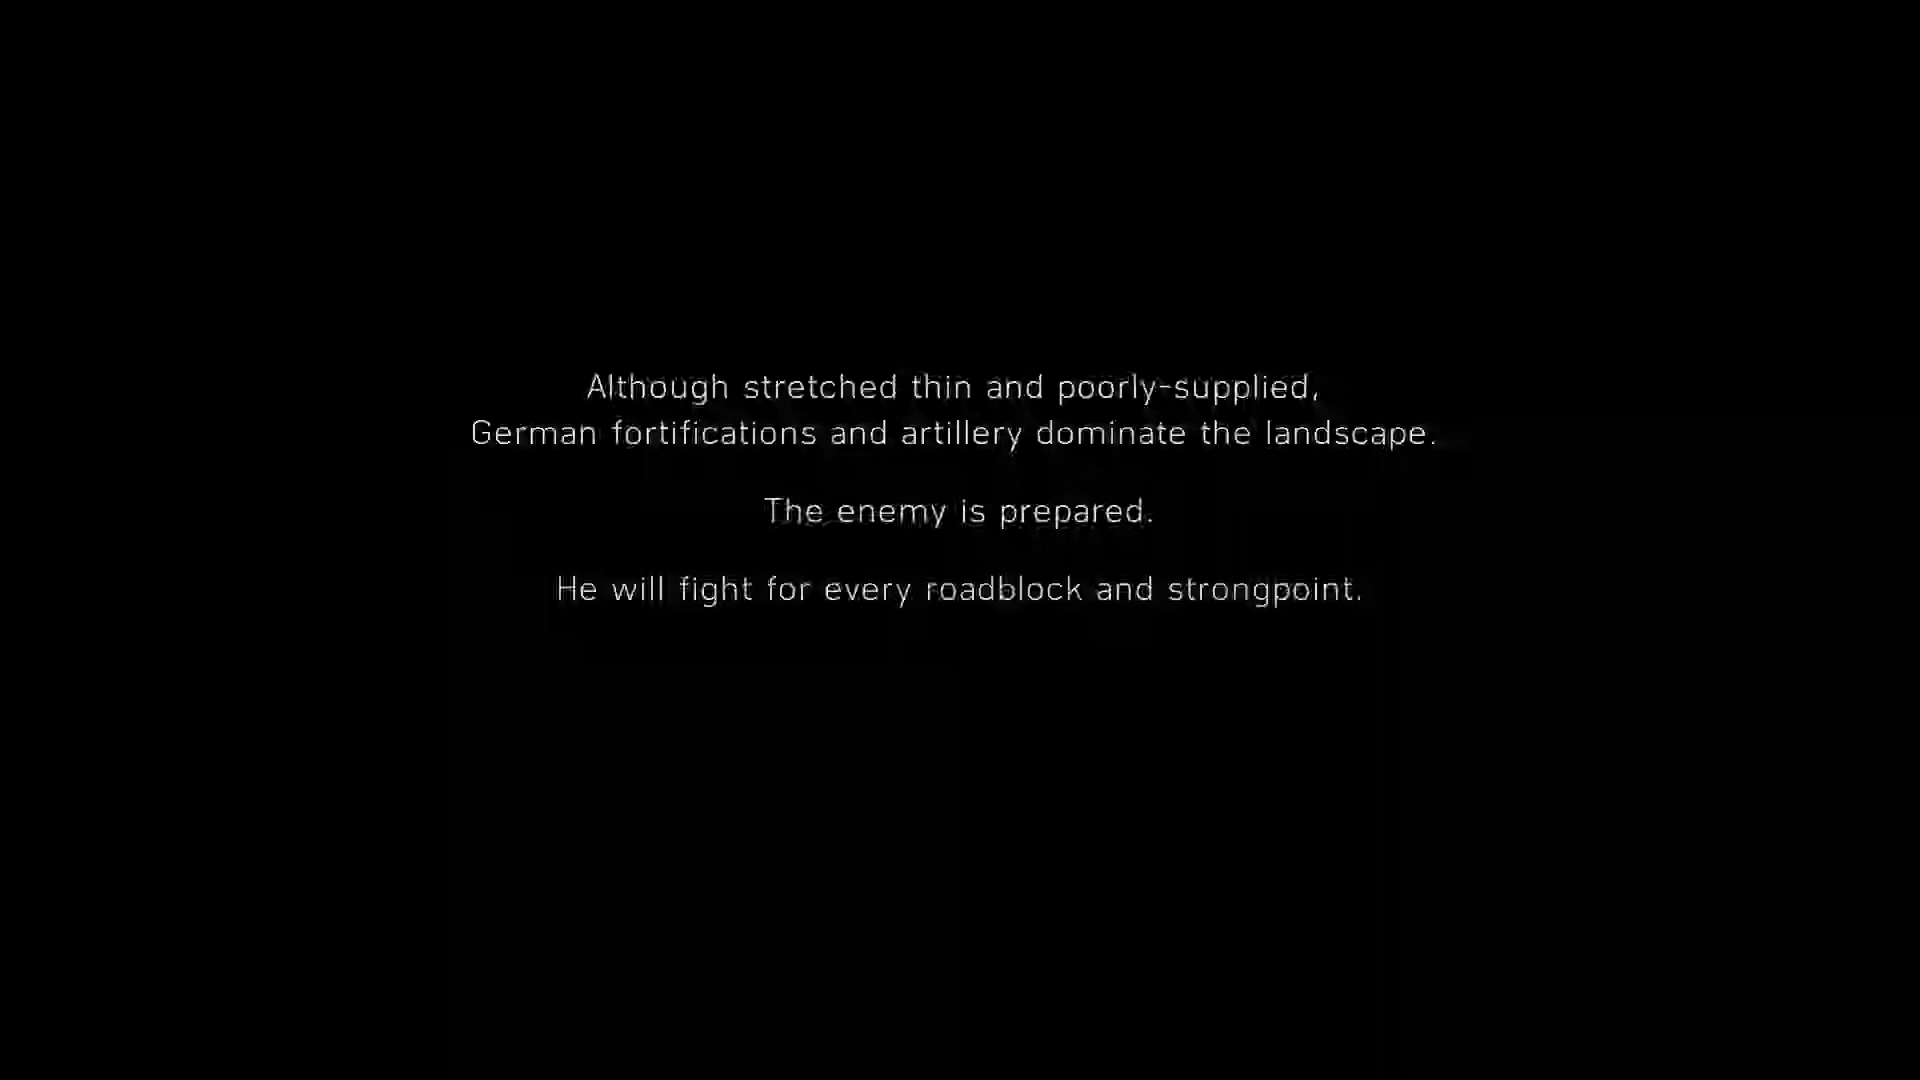 Although stretched thin and poorly-supplied,
German fortifications and artillery dominate the landscape.
The enemy is prepared.
He will fight for every roadblock and strongpoint.